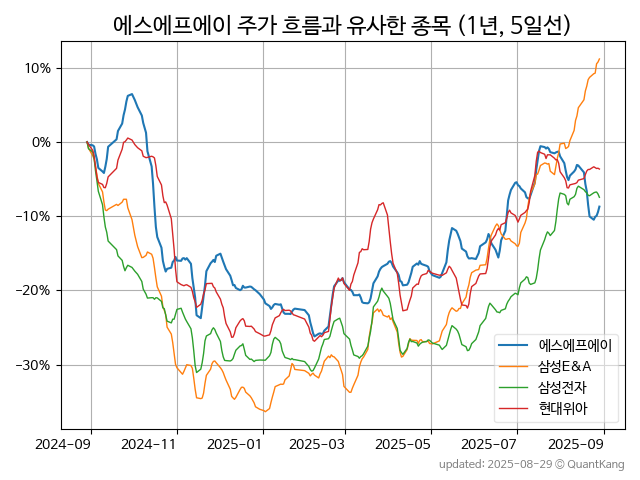 에스에프에이 주가 흐름과 유사한 종목 (1년, 5일선)
10%
0%
−10%
−20%
−30%
에스에프에이
삼성E&A
삼성전자
현대위아
2024-09
2024-11
2025-01
2025-03
2025-05
2025-07
2025-09
updated: 2025-08-29 © QuantKang